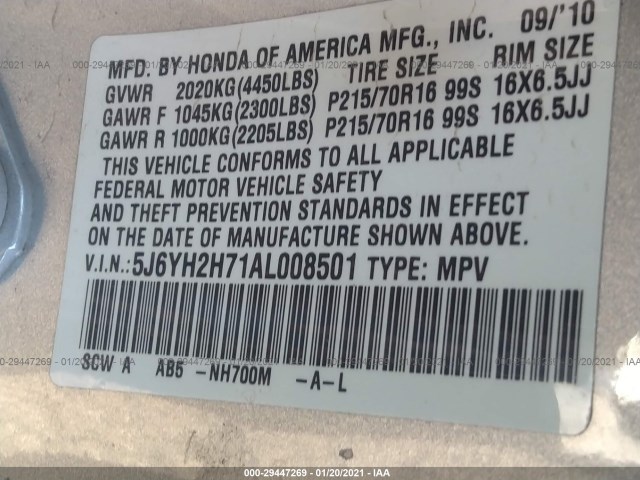 MFD. BY HONDA OF AMERICA MFG., INC. 09/'10
GVWR 2020KG(4450LBS) TIRE SIZE RIM SIZE
GAWR F 1045KG(2300LBS) P215/70R16 99S 16X6.5JJ
GAWR R 1000KG(2205LBS) P215/70R16 99S 16X6.5JJ
THIS VEHICLE CONFORMS TO ALL APPLICABLE
FEDERAL MOTOR VEHICLE SAFETY
AND THEFT PREVENTION STANDARDS IN EFFECT
ON THE DATE OF MANUFACTURE SHOWN ABOVE.
V.I.N.:5J6YH2H71AL008501 TYPE: MPV
SCW A AB5 -NH700M -A-L
000-29447269 - 01/20/2021 - IAA